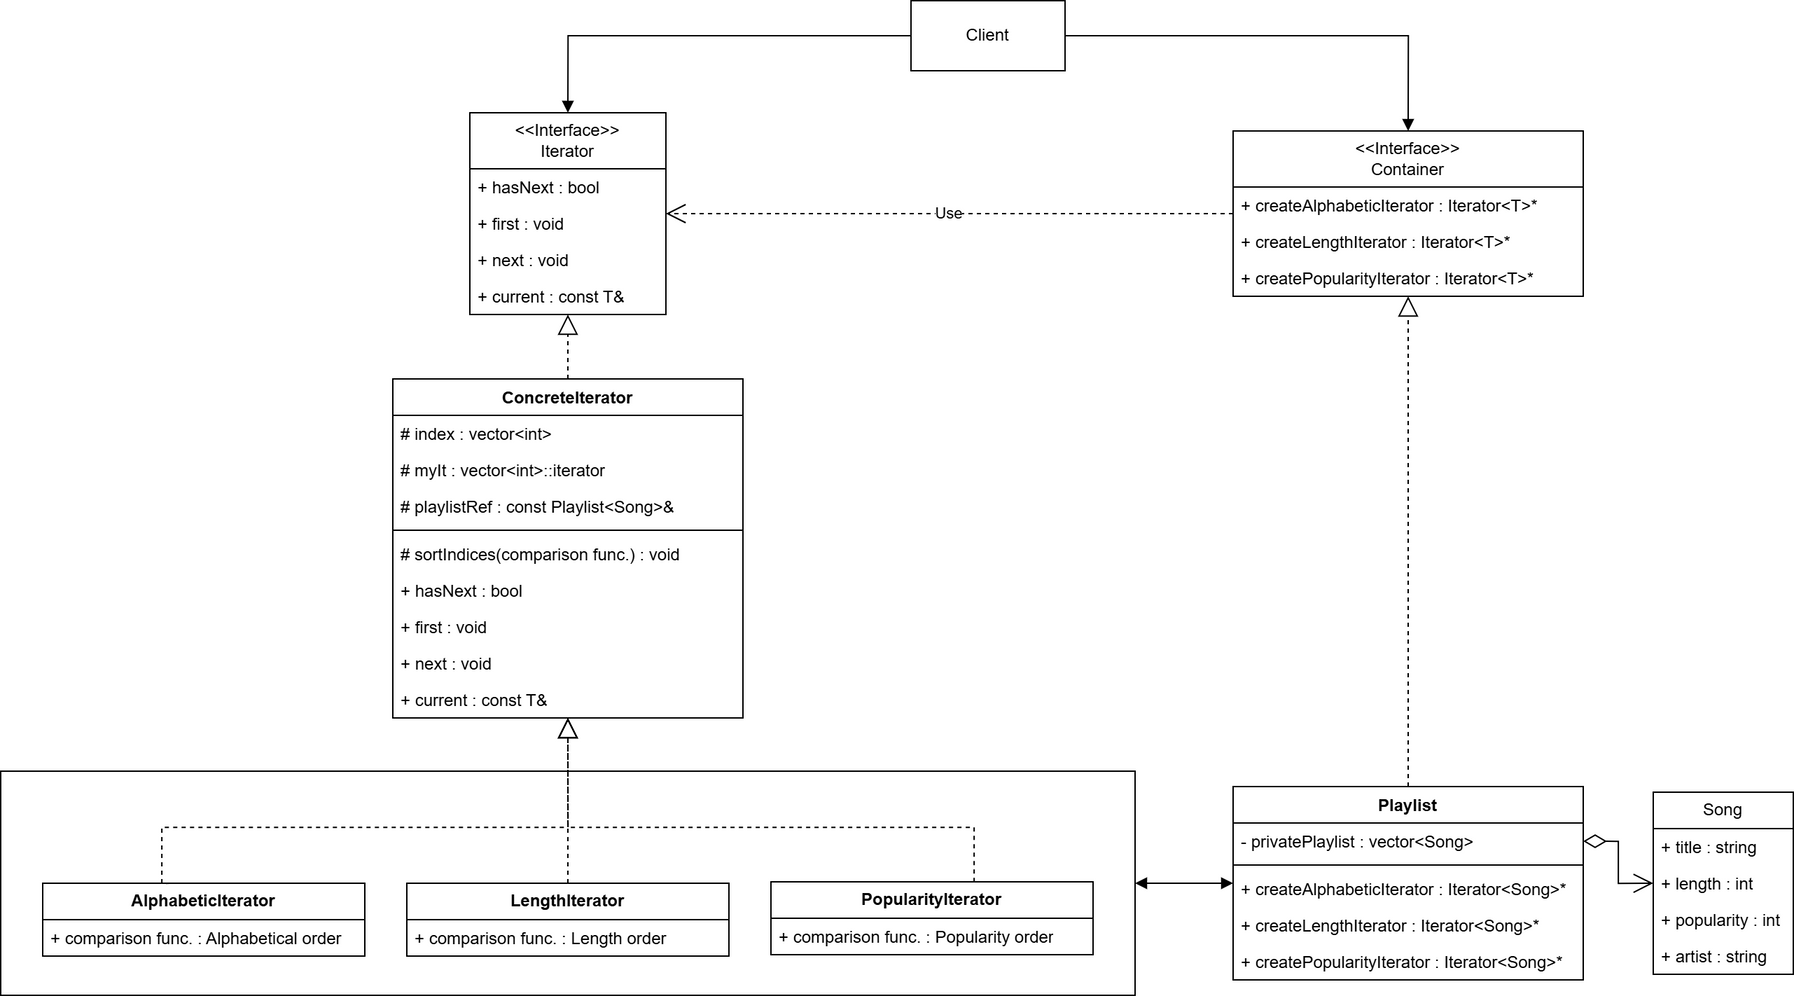 Client
<<Interface>>
Iterator
+ hasNext : bool
+ first : void
+ next : void
+ current : const T&
Use
<<Interface>>
Container
+ createAlphabeticIterator : Iterator<T>*
+ createLengthIterator : Iterator<T>*
+ createPopularityIterator : Iterator<T>*
ConcreteIterator
# index : vector<int>
# myIt : vector<int>::iterator
# playlistRef : const Playlist<Song>&
# sortIndices(comparison func.) : void
+ hasNext : bool
+ first : void
+ next : void
+ current : const T&
AlphabeticIterator
+ comparison func. : Alphabetical order
LengthIterator
+ comparison func. : Length order
PopularityIterator
+ comparison func. : Popularity order
Playlist
- privatePlaylist : vector<Song>
+ createAlphabeticIterator : Iterator<Song>*
+ createLengthIterator : Iterator<Song>*
+ createPopularityIterator : Iterator<Song>*
Song
+ title : string
+ length : int
+ popularity : int
+ artist : string